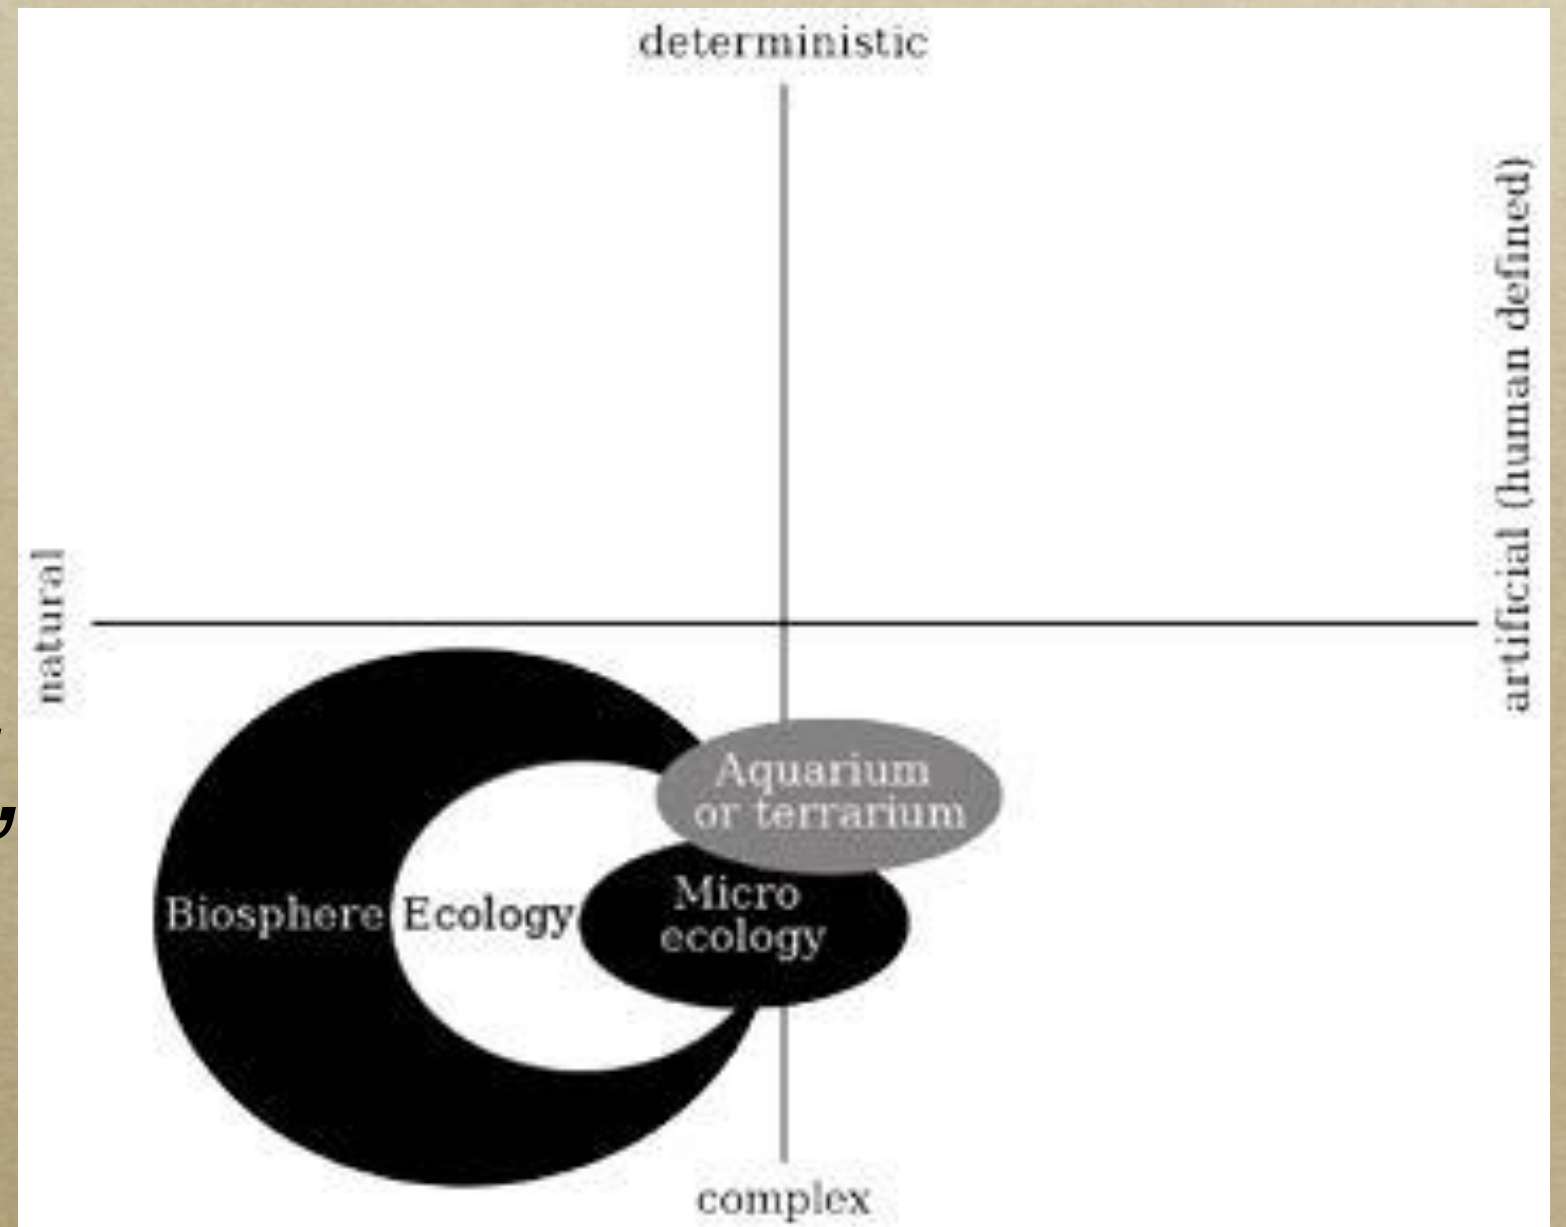 deterministic
natural
artificial (human defined)
Aquarium
or terrarium
Biosphere
Ecology
Micro
ecology
complex